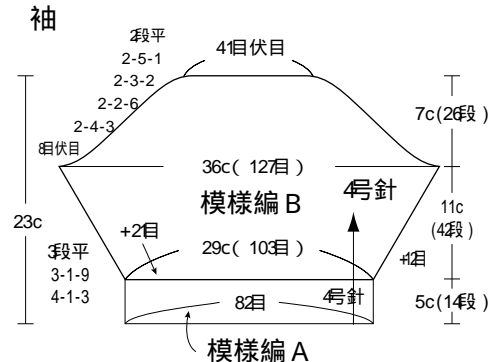 袖
2段平
2-5-1
2-3-2
2-2-6
2-4-3
8目伏目
41目伏目
7c(26段)
36c(127目)
模様編B
4号針
11c
(42段)
23c
+21目
29c(103目)
+12目
3段平
3-1-9
4-1-3
82目
4号針
5c(14段)
模様編A